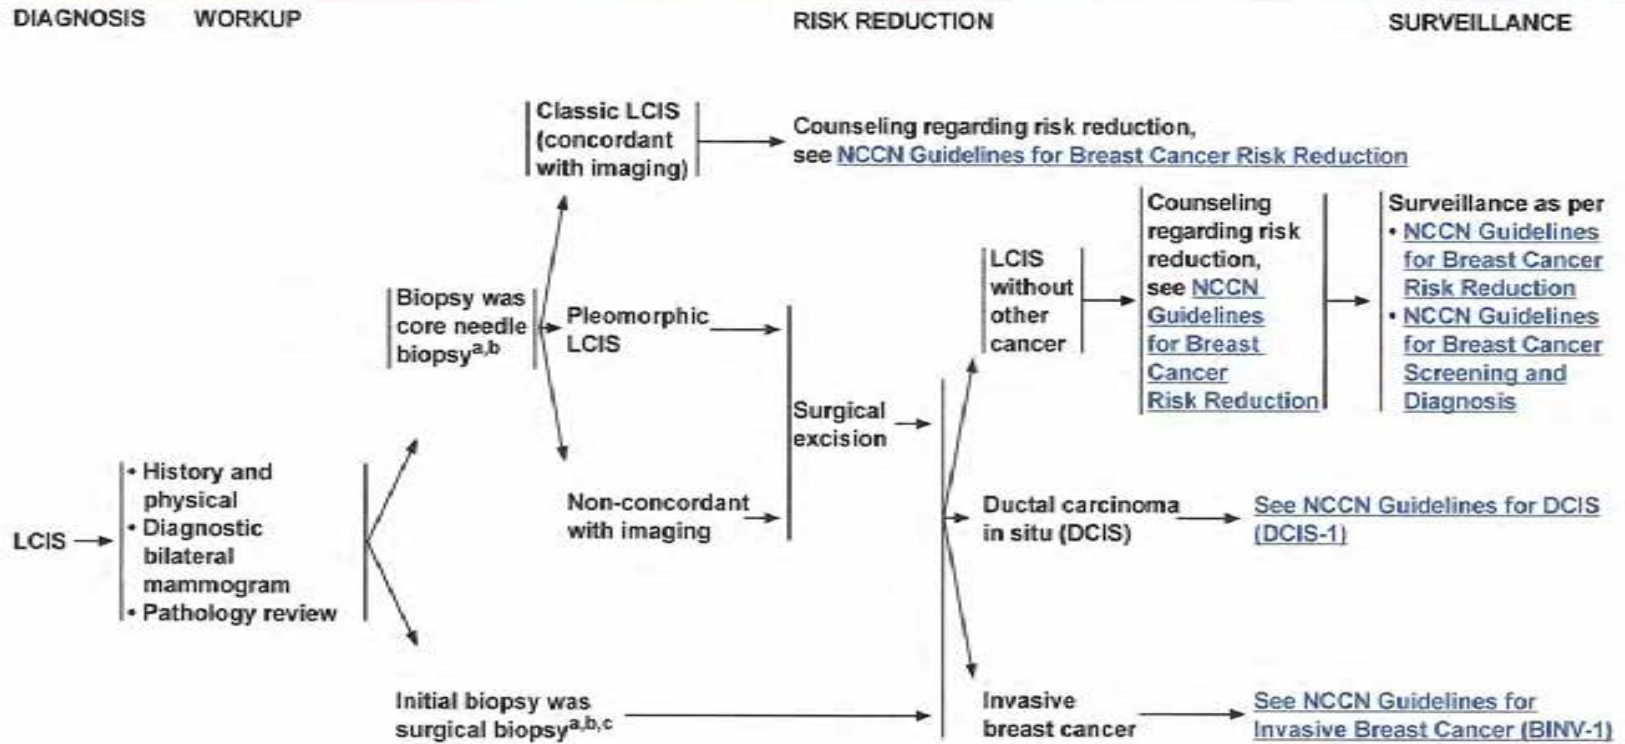 DIAGNOSIS WORKUP RISK REDUCTION SURVEILLANCE
Classic LCIS
(concordant
with imaging)
Counseling regarding risk reduction,
see NCCN Guidelines for Breast Cancer Risk Reduction
Biopsy was
core needle
biopsya,b
Pleomorphic
LCIS
Non-concordant
with imaging
Surgical
excision
LCIS
without
other
cancer
Counseling
regarding risk
reduction,
see NCCN
Guidelines
for Breast
Cancer
Risk Reduction
Surveillance as per
• NCCN Guidelines
for Breast Cancer
Risk Reduction
• NCCN Guidelines
for Breast Cancer
Screening and
Diagnosis
LCIS
• History and
physical
• Diagnostic
bilateral
mammogram
• Pathology review
Ductal carcinoma
in situ (DCIS)
See NCCN Guidelines for DCIS
(DCIS-1)
Initial biopsy was
surgical biopsya,b,c
Invasive
breast cancer
See NCCN Guidelines for
Invasive Breast Cancer (BINV-1)